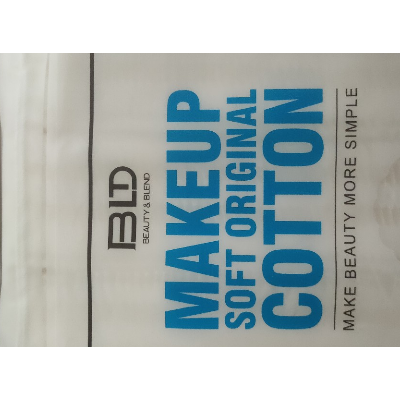 BLD
BEAUTY & BLEND
MAKEUP
SOFT ORIGINAL
COTTON
MAKE BEAUTY MORE SIMPLE